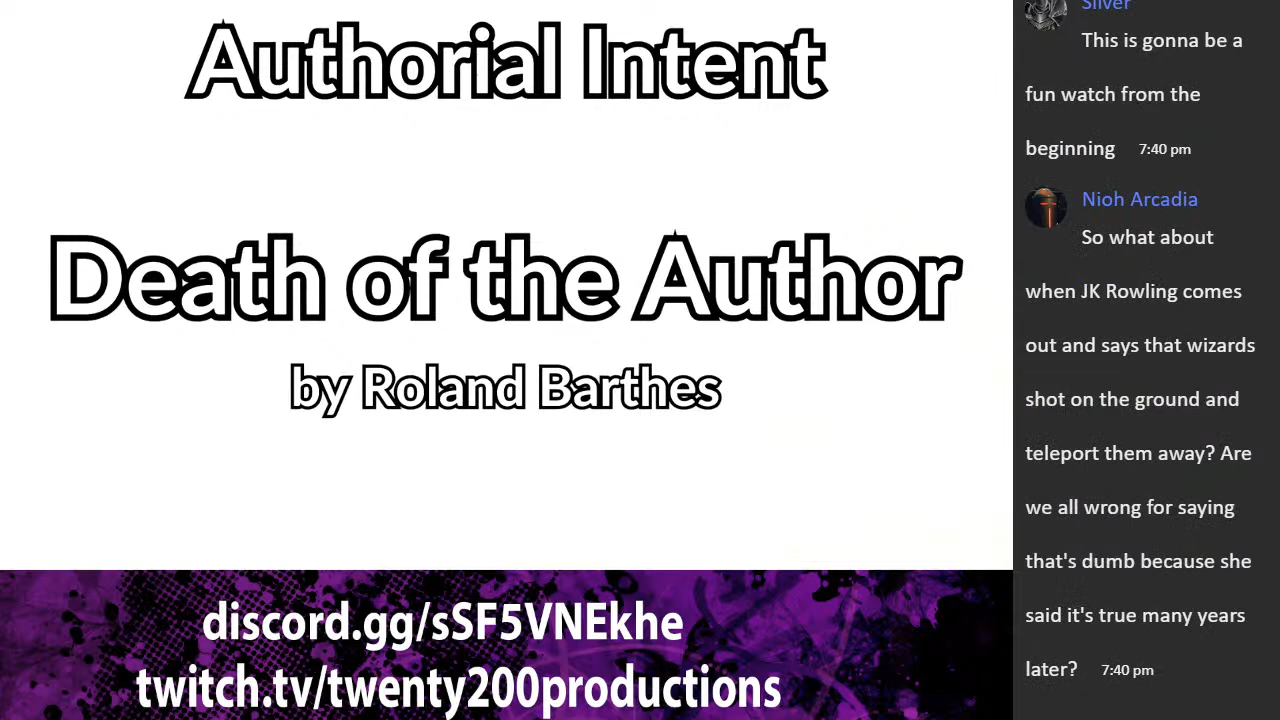 Authorial Intent
Death of the Author
by Roland Barthes
discord.gg/sSF5VNEkhe
twitch.tv/twenty200productions
Silver
This is gonna be a
fun watch from the
beginning 7:40 pm
Nioh Arcadia
So what about
when JK Rowling comes
out and says that wizards
shot on the ground and
teleport them away? Are
we all wrong for saying
that's dumb because she
said it's true many years
later? 7:40 pm